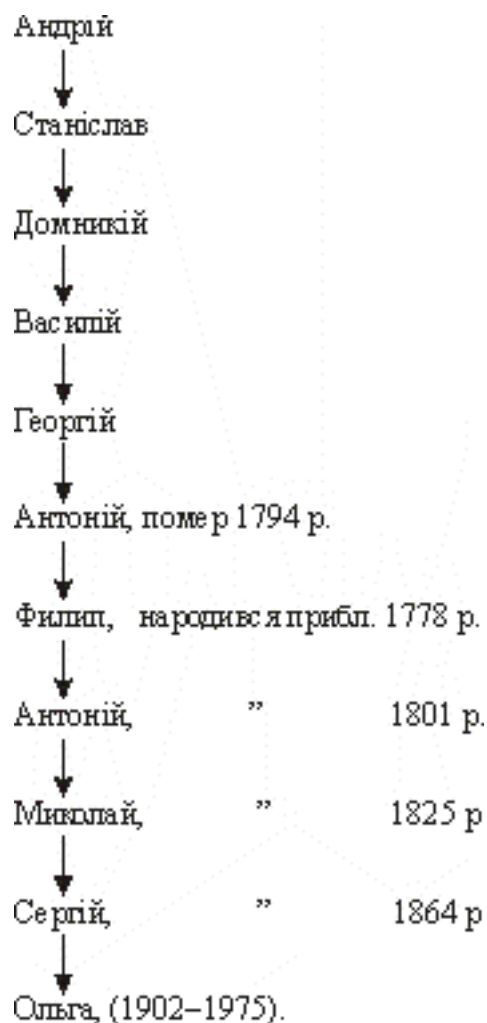 Андрій
Станіслав
Домникій
Василій
Георгій
Антоній, помер 1794 р.
Филип, народився прибл. 1778 р.
Антоній, ” 1801 р.
Миколай, ” 1825 р
Сергій, ” 1864 р
Ольга, (1902–1975).